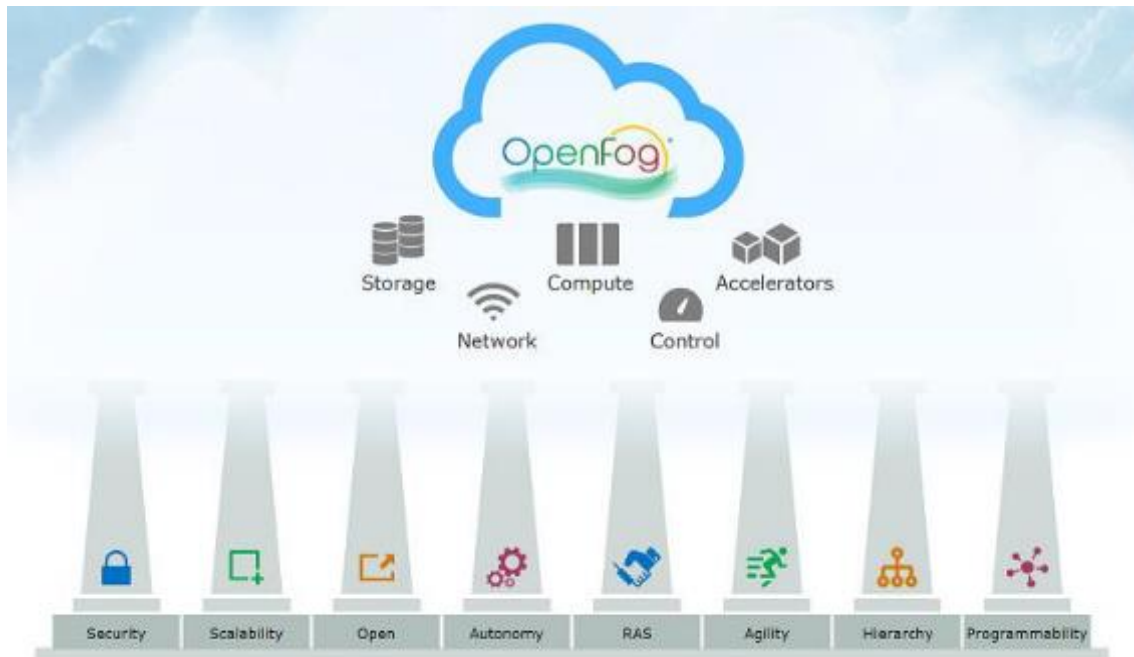 OpenFog
Storage
Compute
Accelerators
Network
Control
Security
Scalability
Open
Autonomy
RAS
Agility
Hierarchy
Programmability